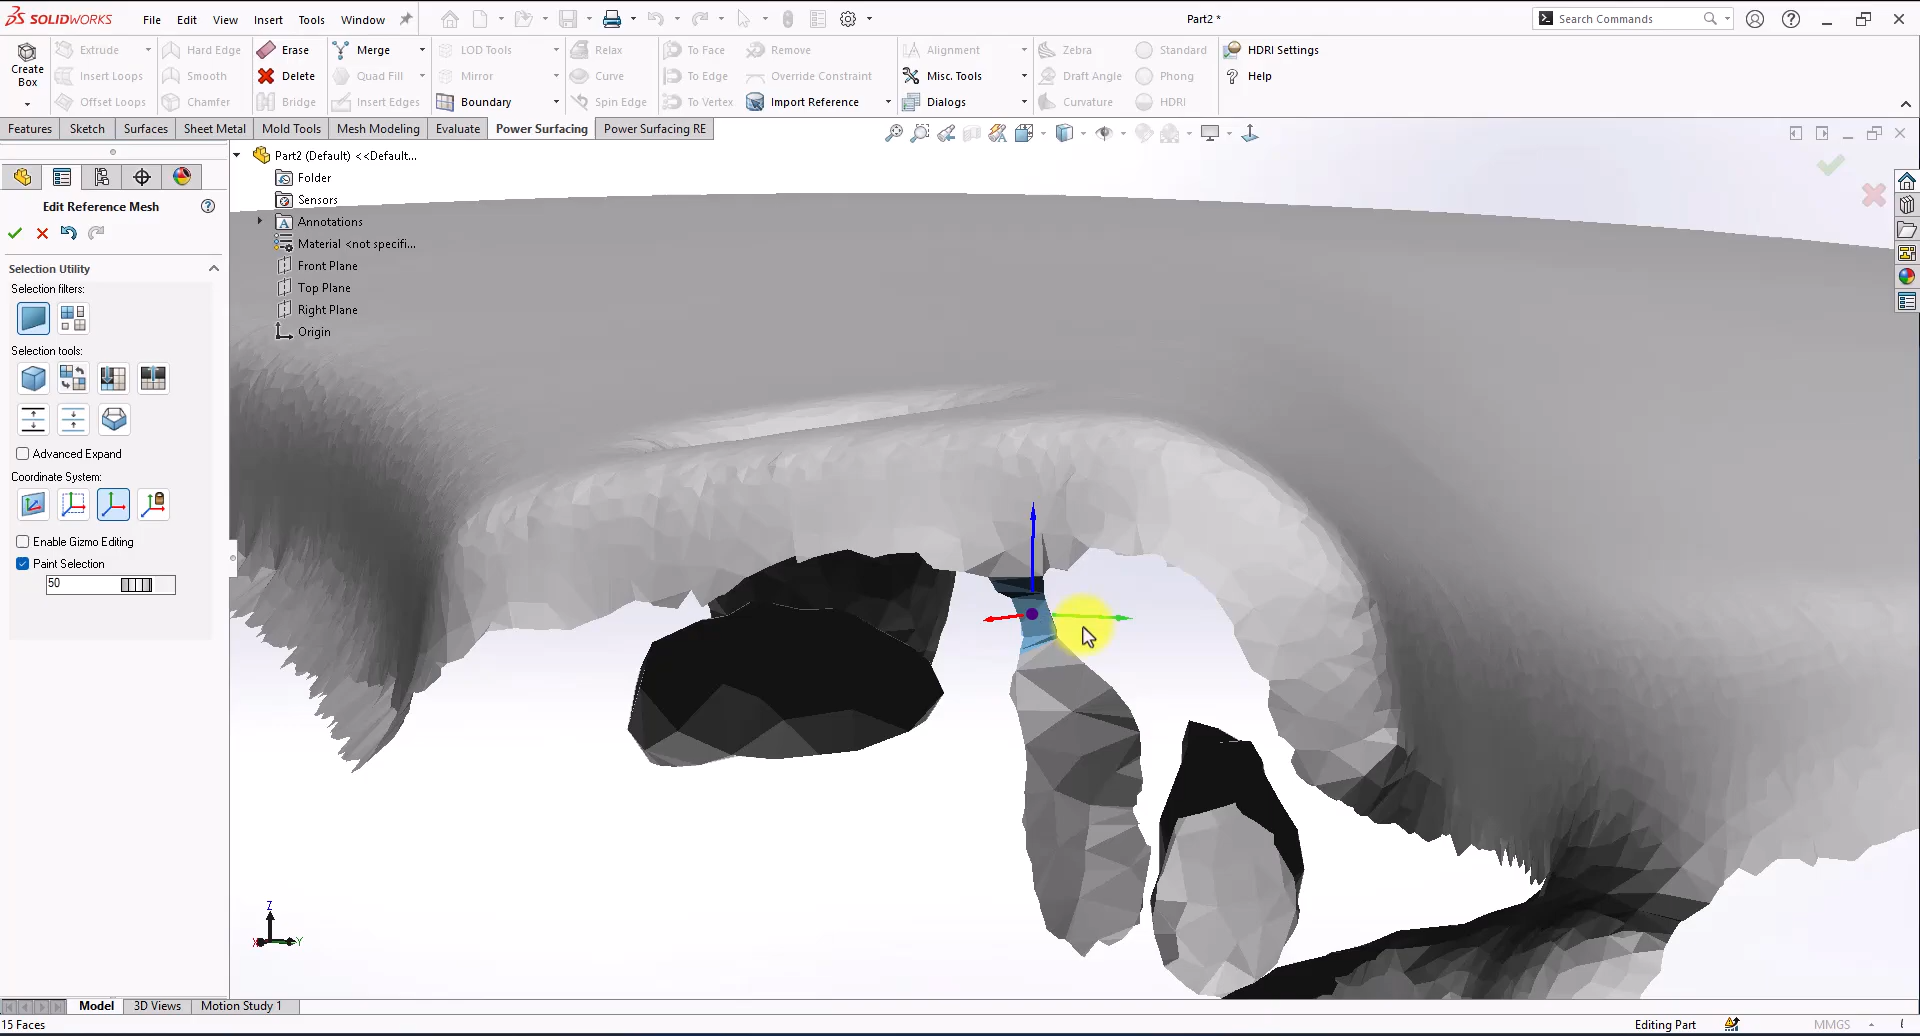 SOLIDWORKS File Edit View Insert Tools Window Part2 * Search Commands
Create Box
Extrude Hard Edge Erase Merge LOD Tools Relax To Face Remove Alignment Zebra Standard HDRI Settings
Insert Loops Smooth Delete Quad Fill Mirror Curve To Edge Override Constraint Misc. Tools Draft Angle Phong Help
Offset Loops Chamfer Bridge Insert Edges Boundary Spin Edge To Vertex Import Reference Dialogs Curvature HDRI
Features Sketch Surfaces Sheet Metal Mold Tools Mesh Modeling Evaluate Power Surfacing Power Surfacing RE
Edit Reference Mesh
Selection Utility
Selection filters:
Selection tools:
Advanced Expand
Coordinate System:
Enable Gizmo Editing
Paint Selection
50
Part2 (Default) <<Default...
Folder
Sensors
Annotations
Material <not specifi...
Front Plane
Top Plane
Right Plane
Origin
Z
X
Y
Model 3D Views Motion Study 1
15 Faces Editing Part MMGS